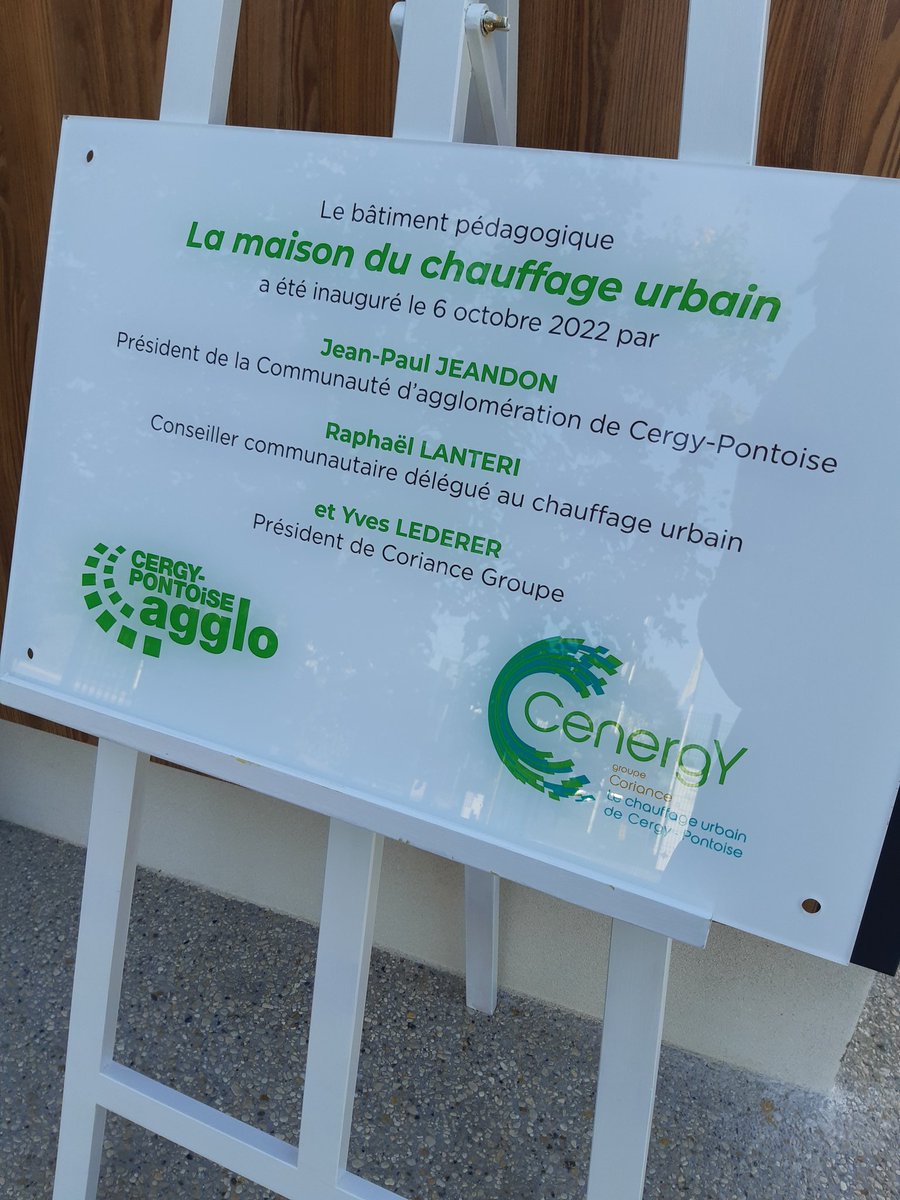 Le bâtiment pédagogique
La maison du chauffage urbain
a été inauguré le 6 octobre 2022 par
Jean-Paul JEANDON
Président de la Communauté d'agglomération de Cergy-Pontoise
Raphaël LANTERI
Conseiller communautaire délégué au chauffage urbain
et Yves LEDERER
Président de Coriance Groupe
CERGY-
PONTOiSE
agglo
CenergY
groupe
Coriance
Le chauffage urbain
de Cergy-Pontoise